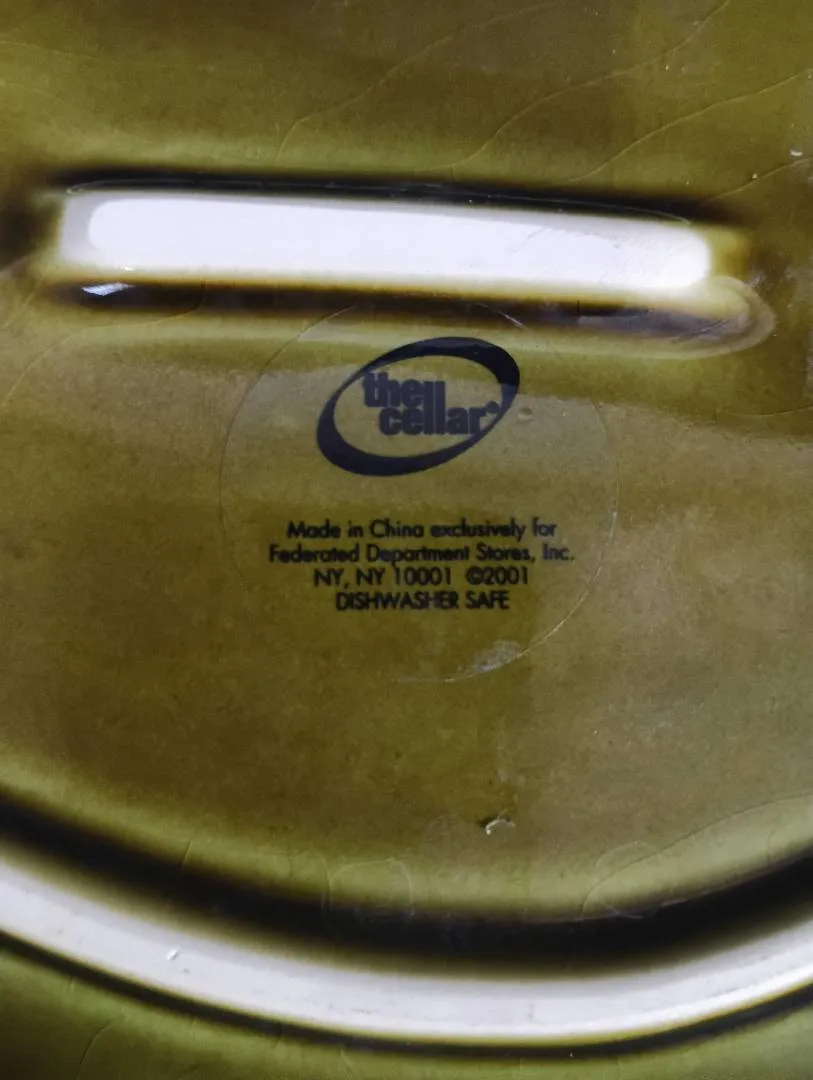 the
cellar
Made in China exclusively for
Federated Department Stores, Inc.
NY, NY 10001 ©2001
DISHWASHER SAFE